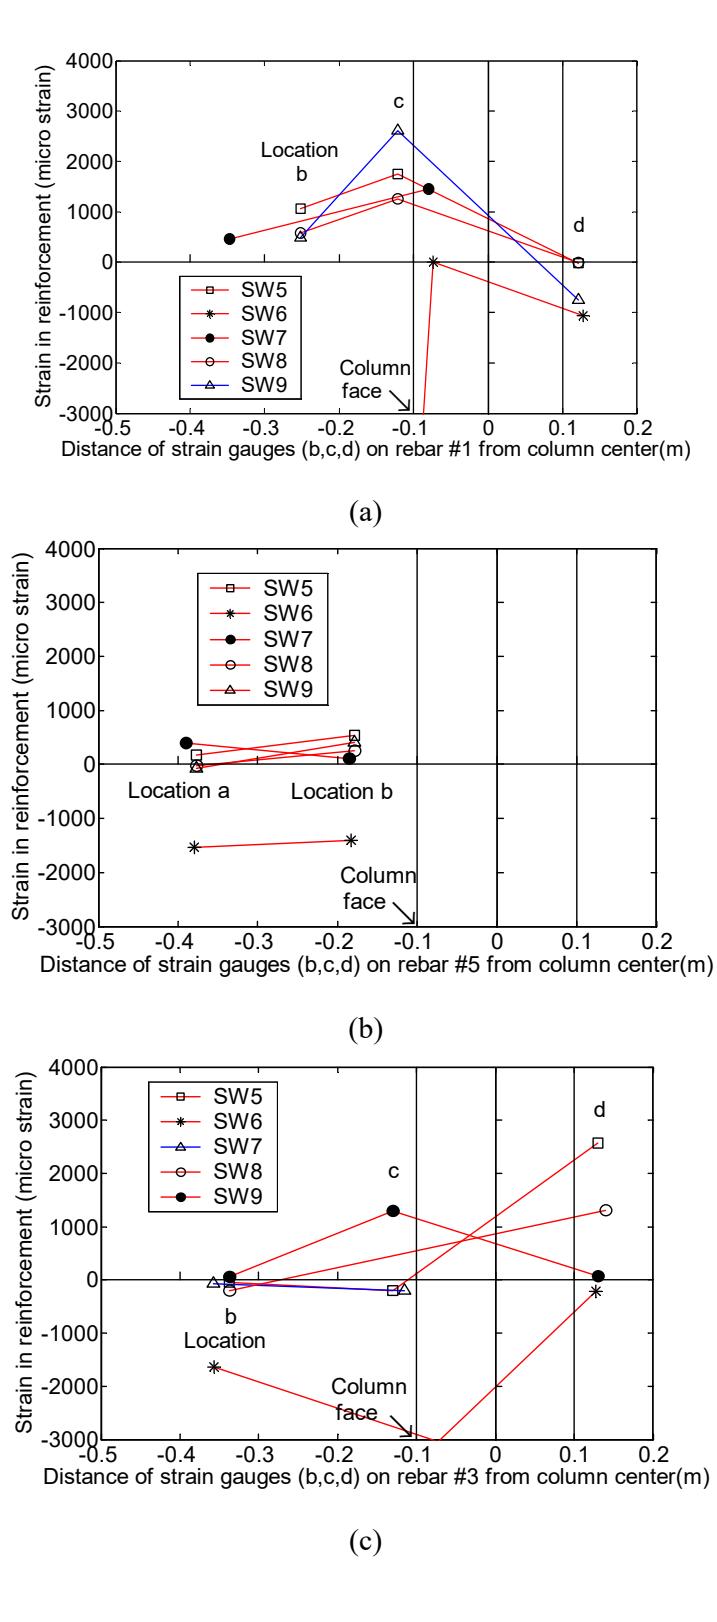 4000
3000
2000
1000
0
-1000
-2000
-3000
Strain in reinforcement (micro strain)
c
Location
b
d
SW5
SW6
SW7
SW8
SW9
Column
face
-0.5 -0.4 -0.3 -0.2 -0.1 0 0.1 0.2
Distance of strain gauges (b,c,d) on rebar #1 from column center(m)
(a)
4000
3000
2000
1000
0
-1000
-2000
-3000
Strain in reinforcement (micro strain)
SW5
SW6
SW7
SW8
SW9
Location a Location b
Column
face
-0.5 -0.4 -0.3 -0.2 -0.1 0 0.1 0.2
Distance of strain gauges (b,c,d) on rebar #5 from column center(m)
(b)
4000
3000
2000
1000
0
-1000
-2000
-3000
Strain in reinforcement (micro strain)
SW5
SW6
SW7
SW8
SW9
d
c
b
Location
Column
face
-0.5 -0.4 -0.3 -0.2 -0.1 0 0.1 0.2
Distance of strain gauges (b,c,d) on rebar #3 from column center(m)
(c)